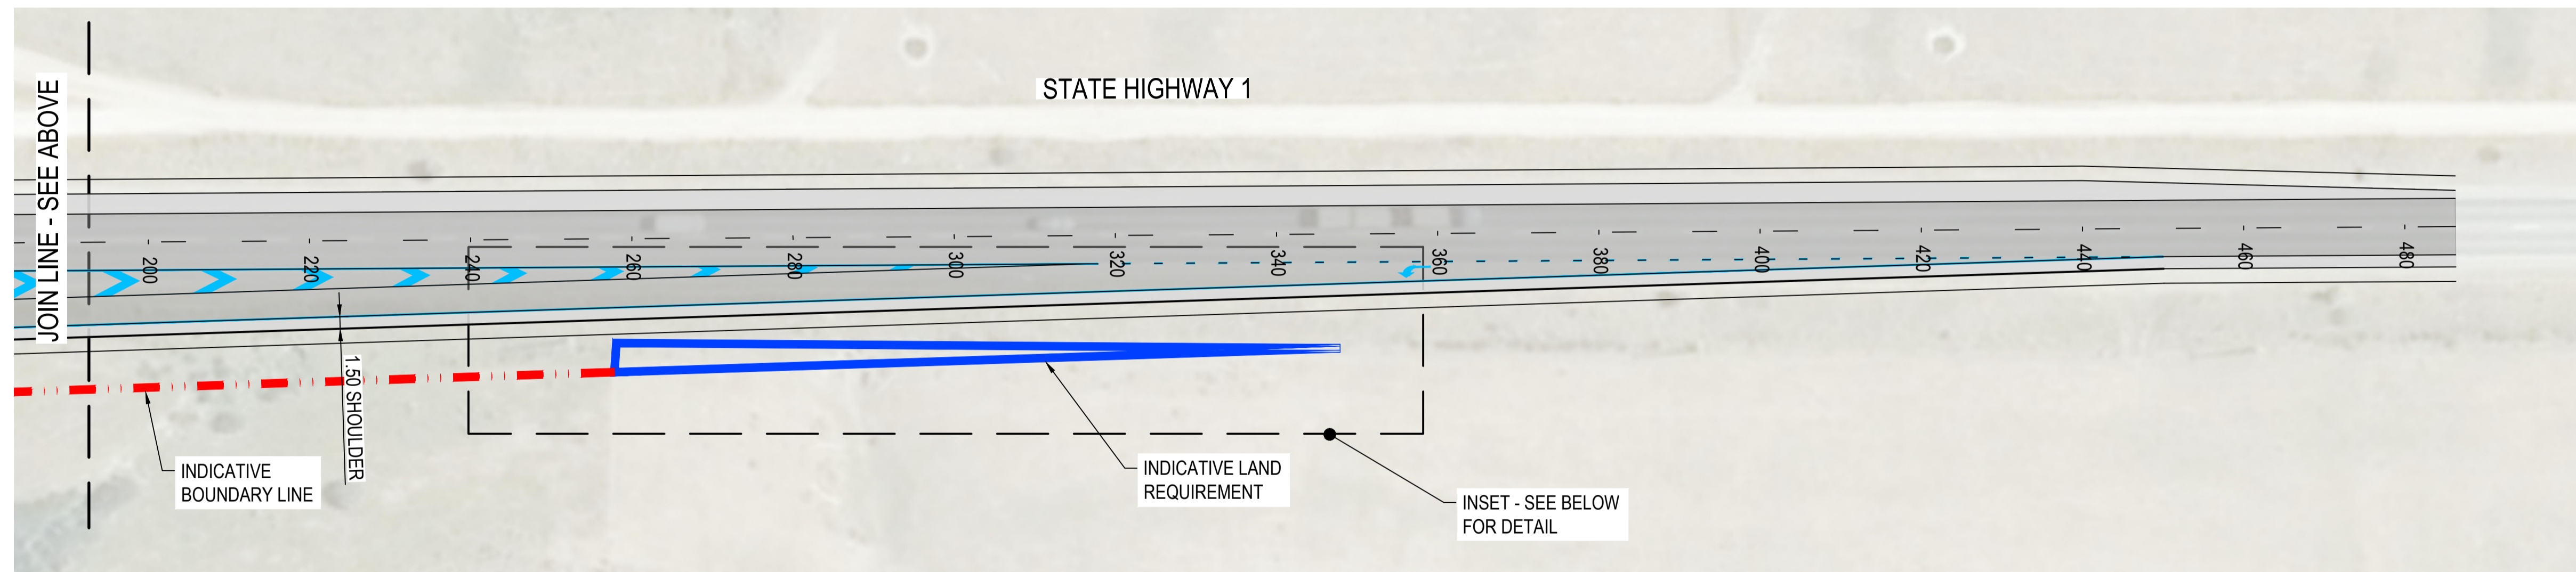 STATE HIGHWAY 1
JOIN LINE - SEE ABOVE
200
220
240
260
280
300
320
340
360
380
400
420
440
460
480
1.50 SHOULDER
INDICATIVE
BOUNDARY LINE
INDICATIVE LAND
REQUIREMENT
INSET - SEE BELOW
FOR DETAIL